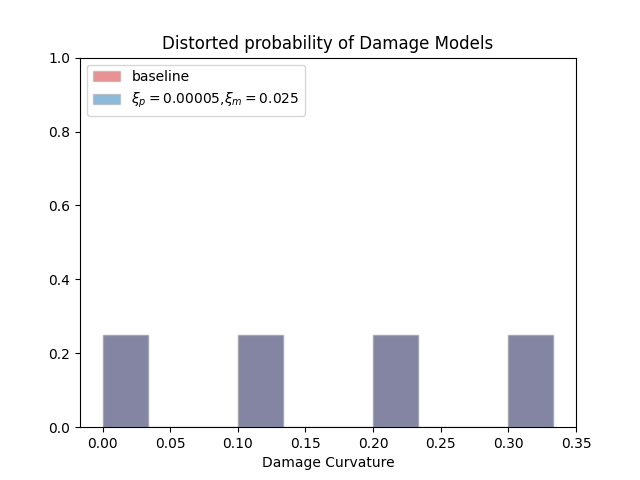 Distorted probability of Damage Models
1.0
0.8
0.6
0.4
0.2
0.0
baseline
ξp = 0.00005,ξm = 0.025
0.00 0.05 0.10 0.15 0.20 0.25 0.30 0.35
Damage Curvature